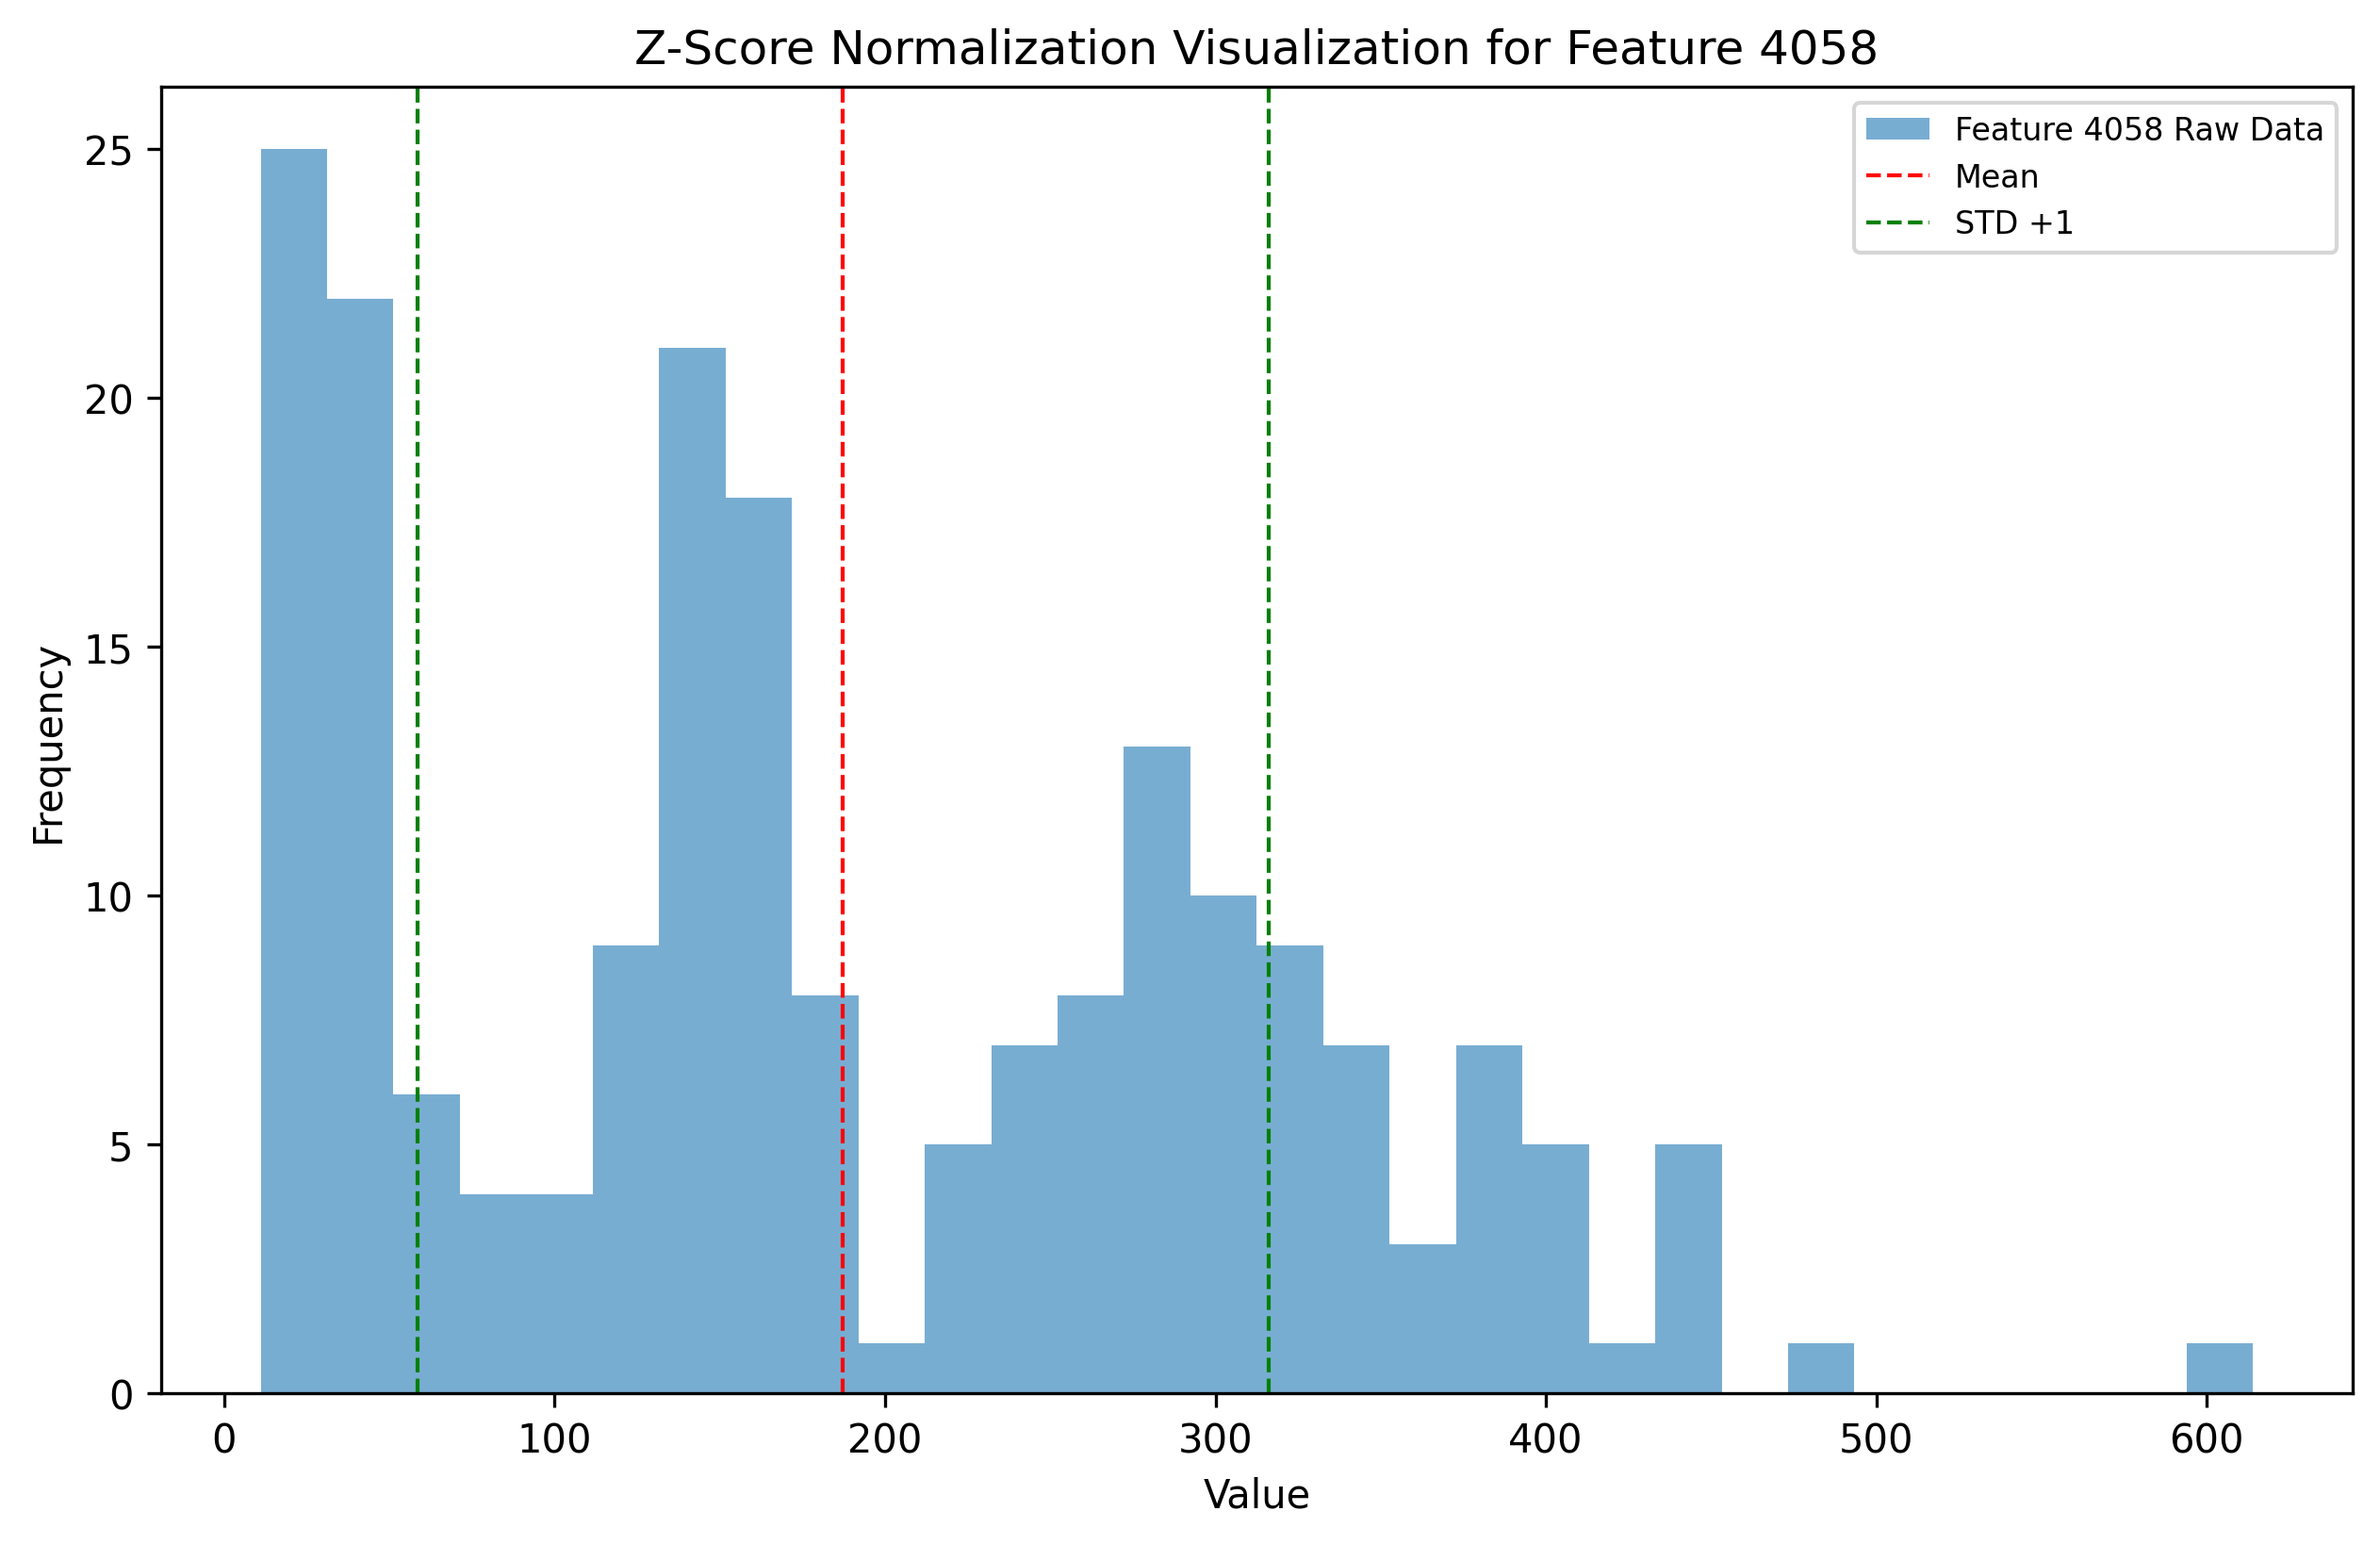 Z-Score Normalization Visualization for Feature 4058
Feature 4058 Raw Data
Mean
STD +1
25
20
15
10
5
0
Frequency
0 100 200 300 400 500 600
Value